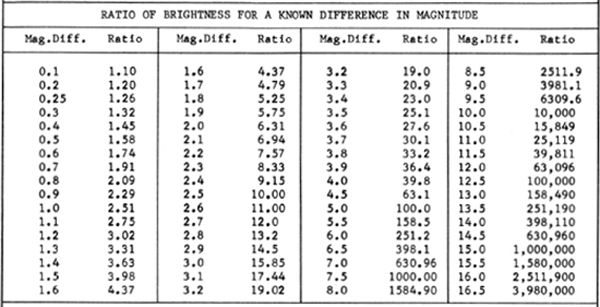 RATIO OF BRIGHTNESS FOR A KNOWN DIFFERENCE IN MAGNITUDE
Mag.Diff. Ratio Mag.Diff. Ratio Mag.Diff. Ratio Mag.Diff. Ratio
0.1 1.10 1.6 4.37 3.2 19.0 8.5 2511.9
0.2 1.20 1.7 4.79 3.3 20.9 9.0 3981.1
0.25 1.26 1.8 5.25 3.4 23.0 9.5 6309.6
0.3 1.32 1.9 5.75 3.5 25.1 10.0 10,000
0.4 1.45 2.0 6.31 3.6 27.6 10.5 15,849
0.5 1.58 2.1 6.94 3.7 30.1 11.0 25,119
0.6 1.74 2.2 7.57 3.8 33.2 11.5 39,811
0.7 1.91 2.3 8.33 3.9 36.4 12.0 63,096
0.8 2.09 2.4 9.15 4.0 39.8 12.5 100,000
0.9 2.29 2.5 10.00 4.5 63.1 13.0 158,490
1.0 2.51 2.6 11.00 5.0 100.0 13.5 251,190
1.1 2.75 2.7 12.0 5.5 158.5 14.0 398,110
1.2 3.02 2.8 13.2 6.0 251.2 14.5 630,960
1.3 3.31 2.9 14.5 6.5 398.1 15.0 1,000,000
1.4 3.63 3.0 15.85 7.0 630.96 15.5 1,580,000
1.5 3.98 3.1 17.44 7.5 1000.00 16.0 2,511,900
1.6 4.37 3.2 19.02 8.0 1584.90 16.5 3,980,000